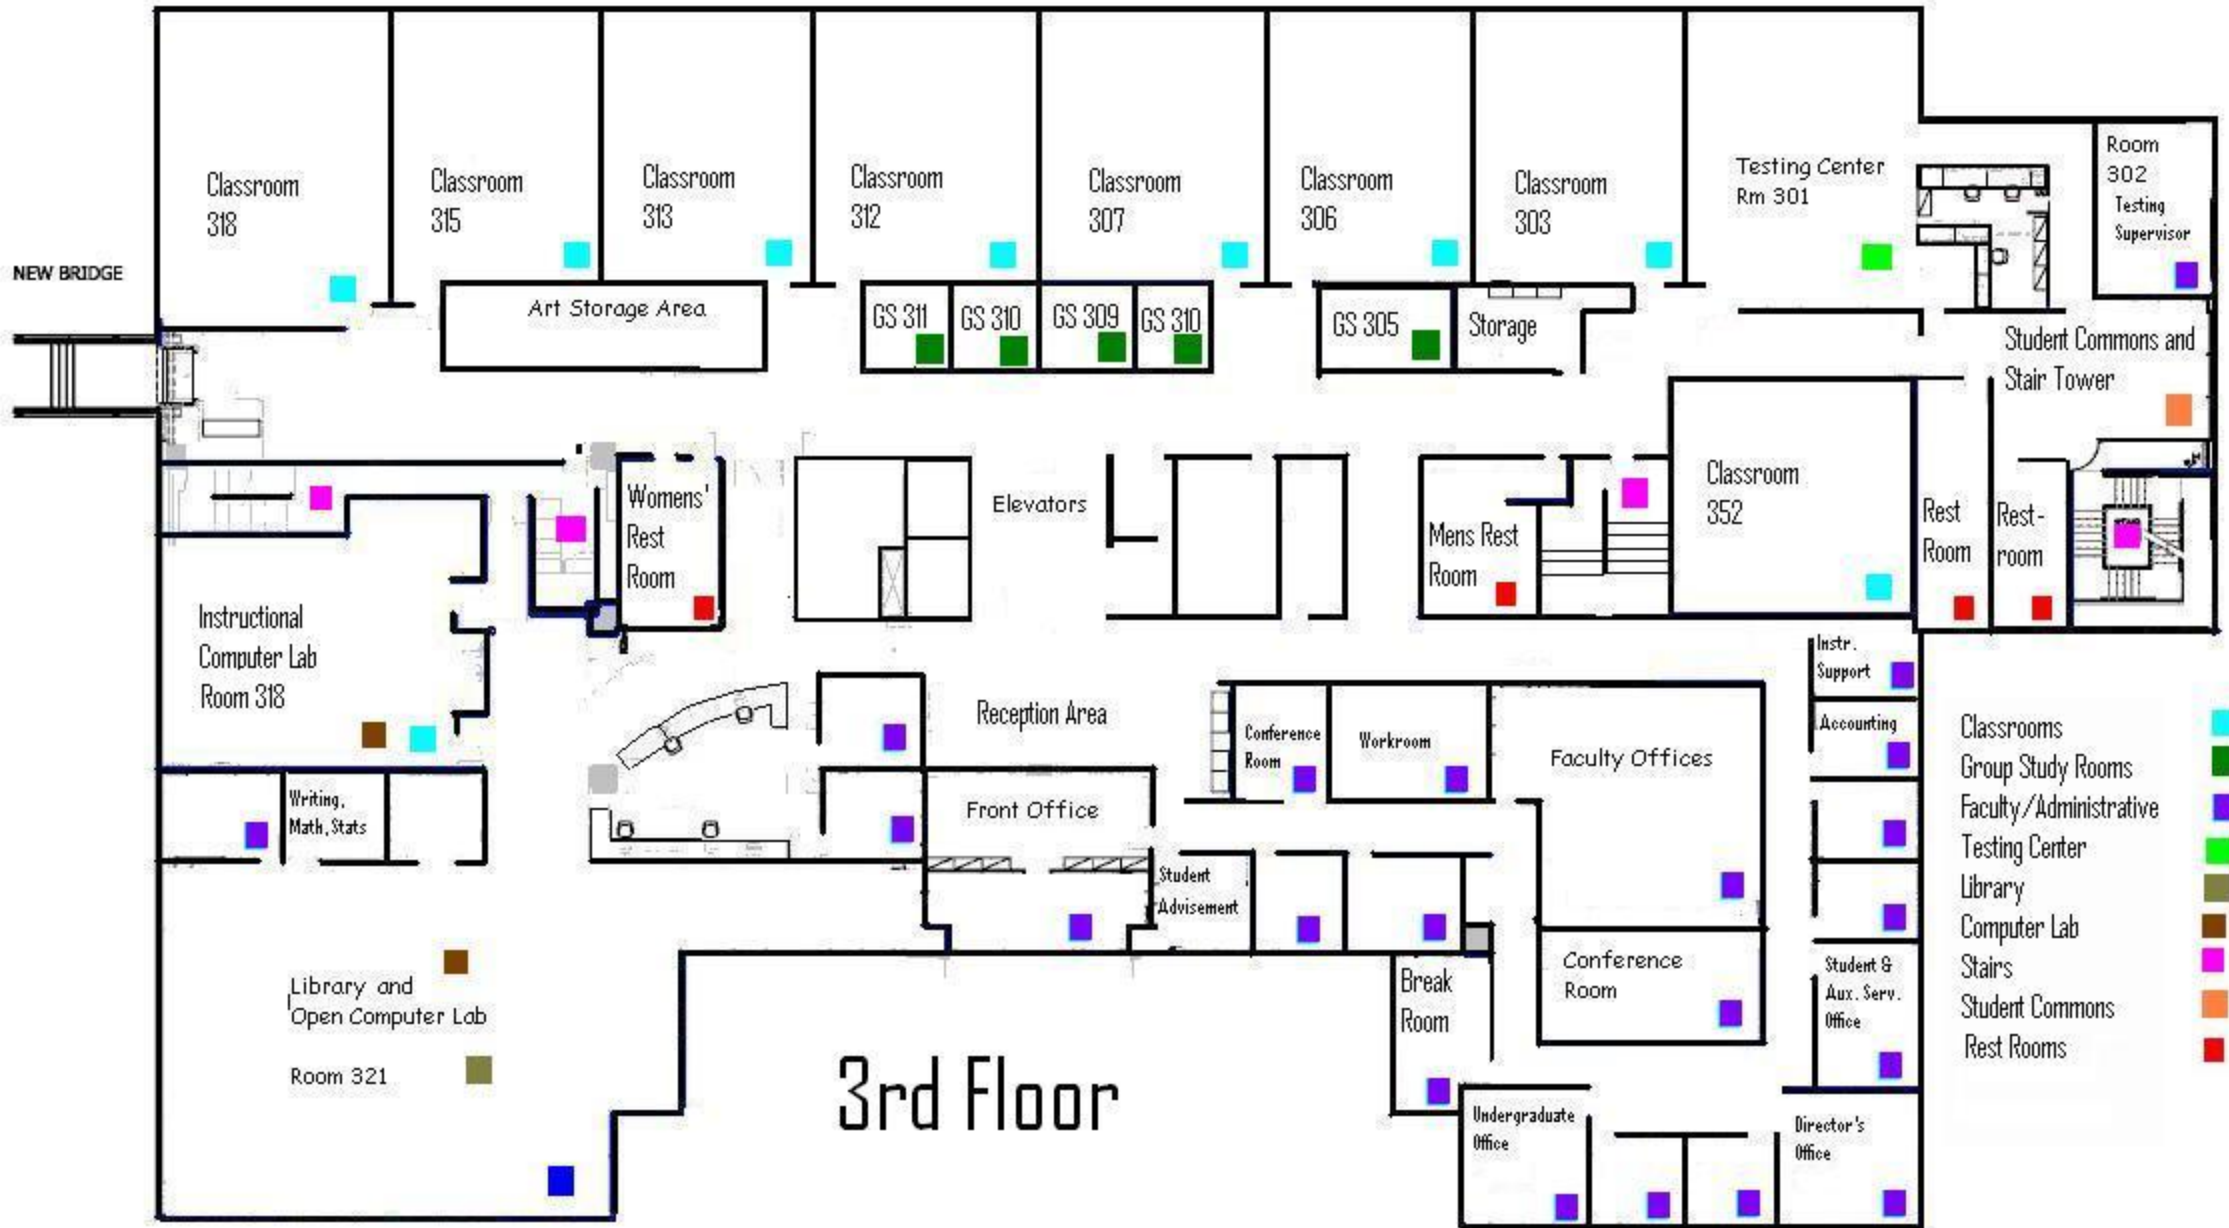 Classroom
318
Classroom
315
Classroom
313
Classroom
312
Classroom
307
Classroom
306
Classroom
303
Testing Center
Rm 301
Room
302
Testing
Supervisor
NEW BRIDGE
Art Storage Area
GS 311
GS 310
GS 309
GS 310
GS 305
Storage
Student Commons and
Stair Tower
Womens'
Rest
Room
Elevators
Mens Rest
Room
Classroom
352
Rest
Room
Rest-
room
Instructional
Computer Lab
Room 318
Reception Area
Conference
Room
Workroom
Faculty Offices
Instr.
Support
Accounting
Writing,
Math, Stats
Front Office
Student
Advisement
Library and
Open Computer Lab
Room 321
Break
Room
Conference
Room
Student &
Aux. Serv.
Office
Undergraduate
Office
Director's
Office
3rd Floor
Classrooms
Group Study Rooms
Faculty/Administrative
Testing Center
Library
Computer Lab
Stairs
Student Commons
Rest Rooms